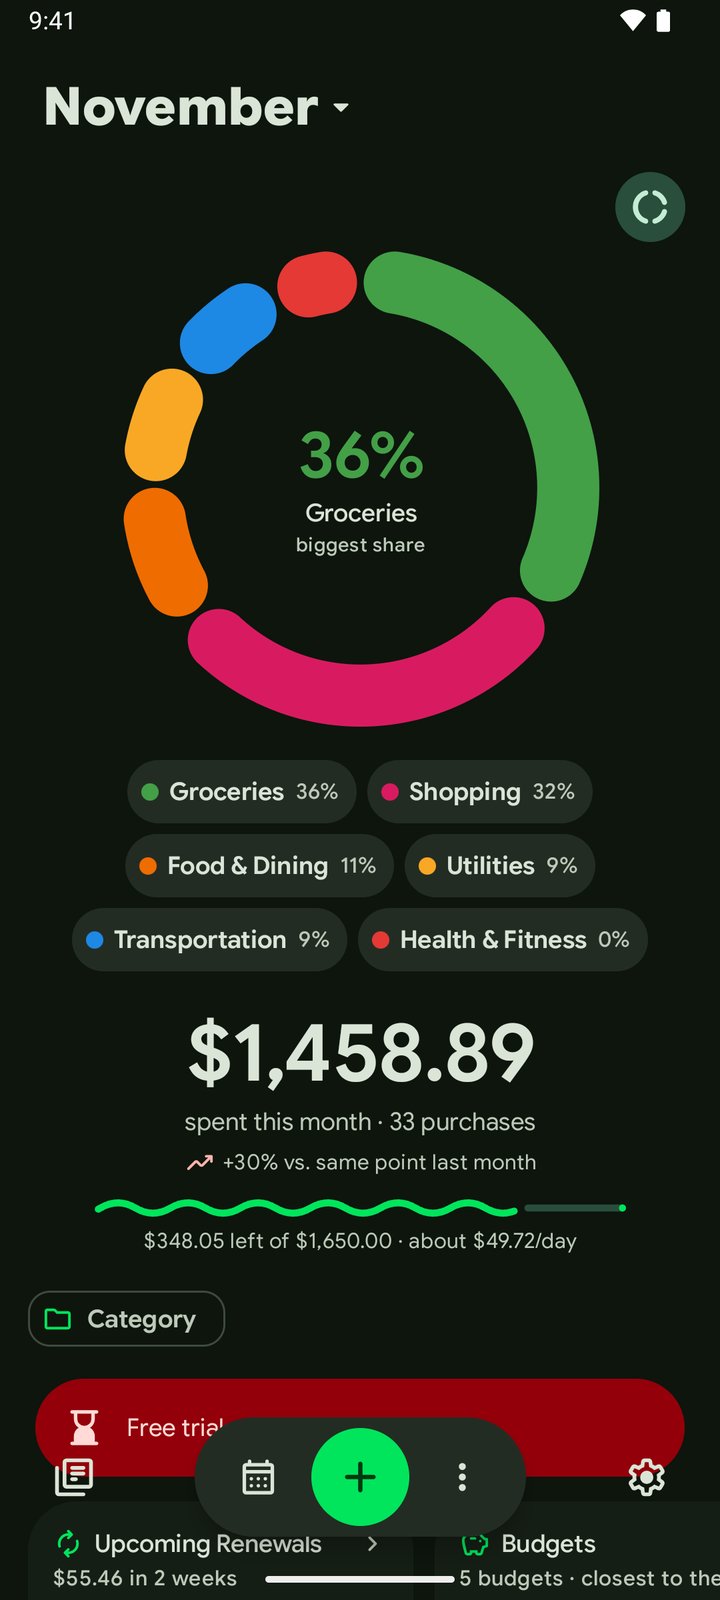 9:41
November
36%
Groceries
biggest share
Groceries 36%
Shopping 32%
Food & Dining 11%
Utilities 9%
Transportation 9%
Health & Fitness 0%
$1,458.89
spent this month · 33 purchases
+30% vs. same point last month
$348.05 left of $1,650.00 · about $49.72/day
Category
Free trial
Upcoming Renewals
$55.46 in 2 weeks
Budgets
5 budgets · closest to the